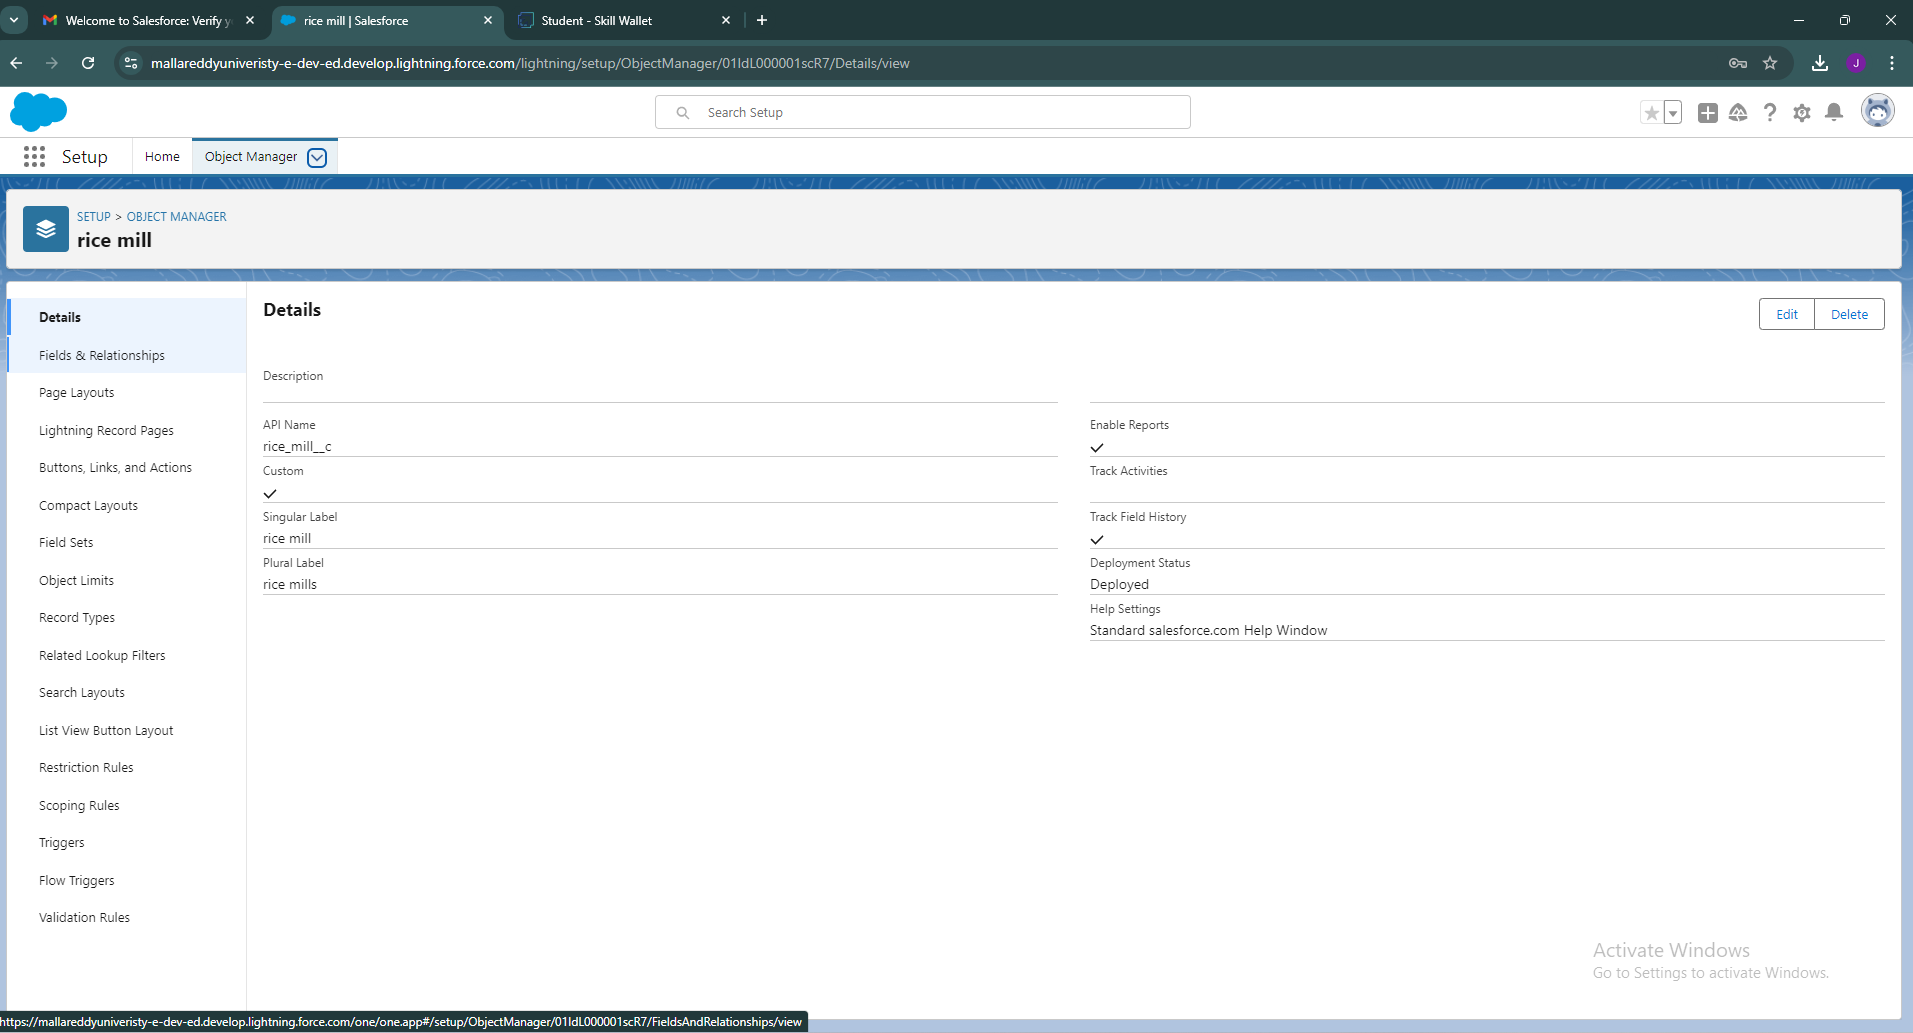 Welcome to Salesforce: Verify y
rice mill | Salesforce
Student - Skill Wallet
mallareddyuniveristy-e-dev-ed.develop.lightning.force.com/lightning/setup/ObjectManager/01IdL000001scR7/Details/view
J
Search Setup
Setup
Home
Object Manager
SETUP > OBJECT MANAGER
rice mill
Details
Fields & Relationships
Page Layouts
Lightning Record Pages
Buttons, Links, and Actions
Compact Layouts
Field Sets
Object Limits
Record Types
Related Lookup Filters
Search Layouts
List View Button Layout
Restriction Rules
Scoping Rules
Triggers
Flow Triggers
Validation Rules
Details
Edit
Delete
Description
API Name
rice_mill__c
Custom
Singular Label
rice mill
Plural Label
rice mills
Enable Reports
Track Activities
Track Field History
Deployment Status
Deployed
Help Settings
Standard salesforce.com Help Window
Activate Windows
Go to Settings to activate Windows.
https://mallareddyuniveristy-e-dev-ed.develop.lightning.force.com/one/one.app#/setup/ObjectManager/01IdL000001scR7/FieldsAndRelationships/view